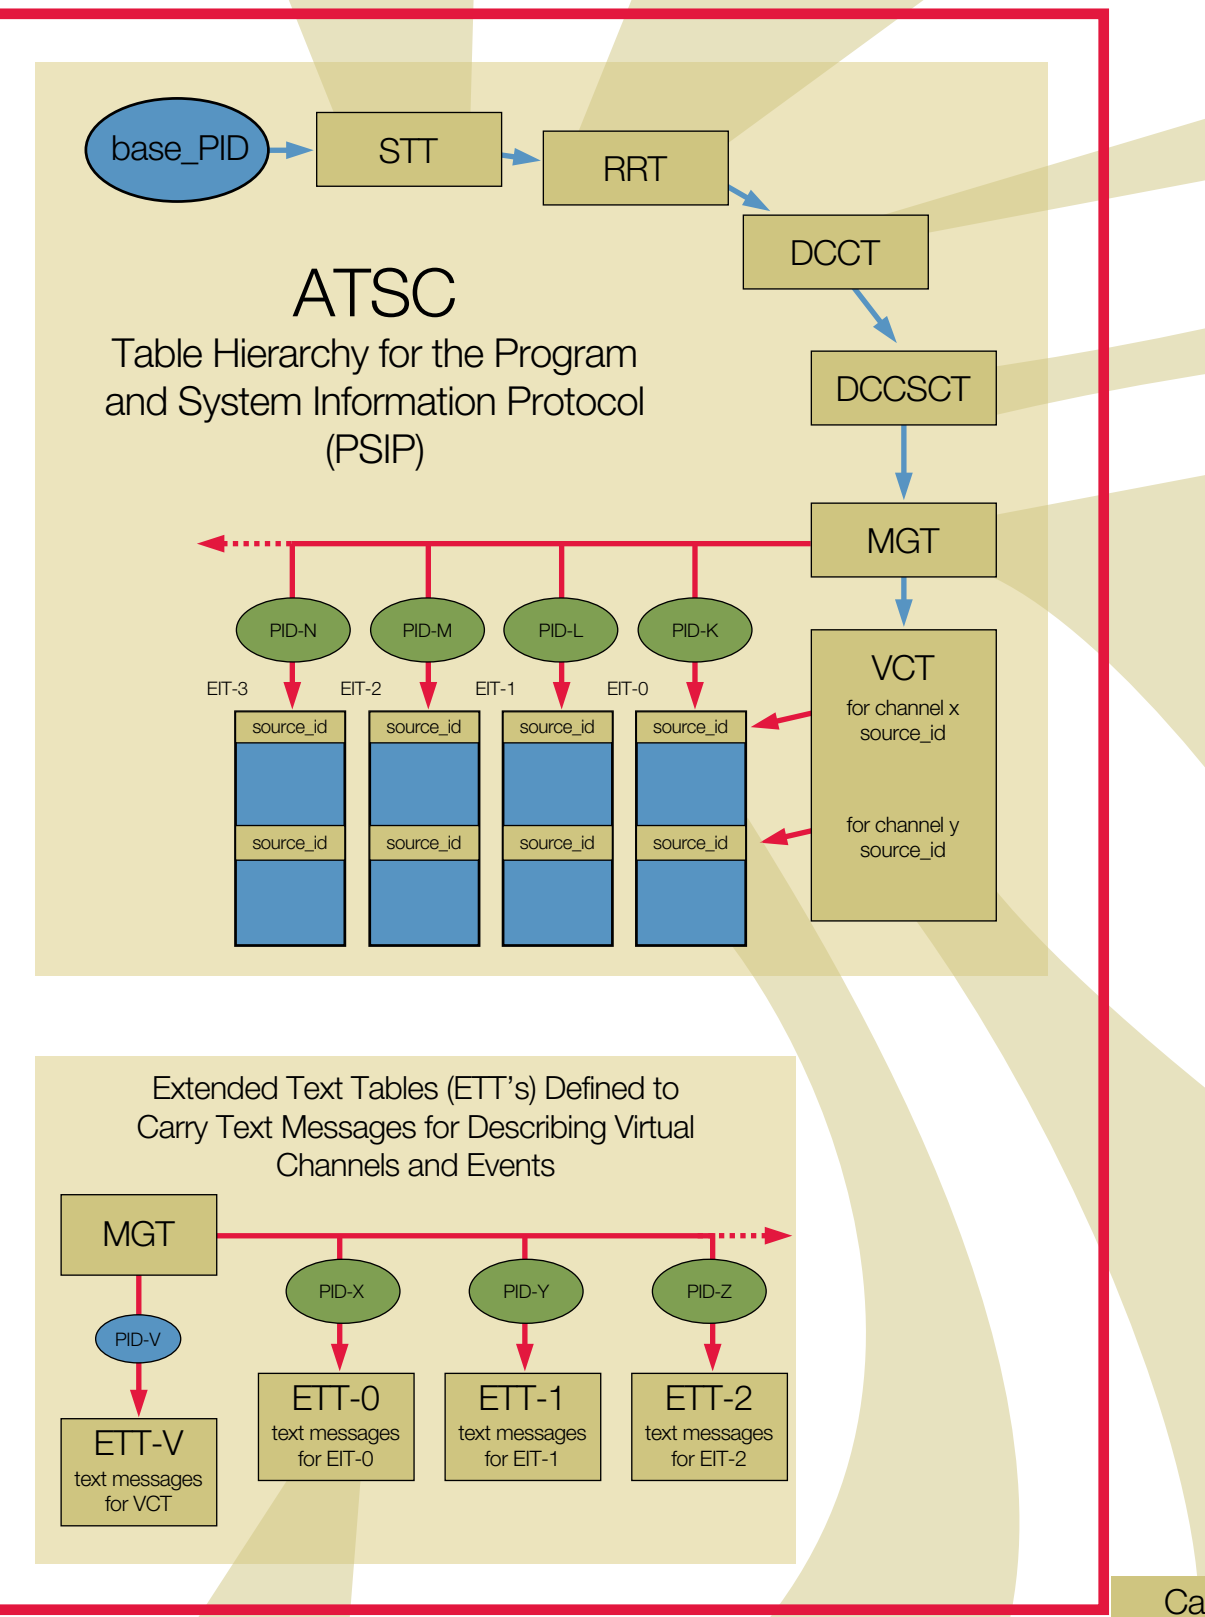 base_PID
STT
RRT
DCCT
DCCSCT
ATSC
Table Hierarchy for the Program
and System Information Protocol
(PSIP)
MGT
PID-N
PID-M
PID-L
PID-K
EIT-3
EIT-2
EIT-1
EIT-0
VCT
for channel x
source_id
source_id
source_id
source_id
source_id
for channel y
source_id
source_id
source_id
source_id
source_id
Extended Text Tables (ETT's) Defined to
Carry Text Messages for Describing Virtual
Channels and Events
MGT
PID-X
PID-Y
PID-Z
PID-V
ETT-0
text messages
for EIT-0
ETT-1
text messages
for EIT-1
ETT-2
text messages
for EIT-2
ETT-V
text messages
for VCT
Ca